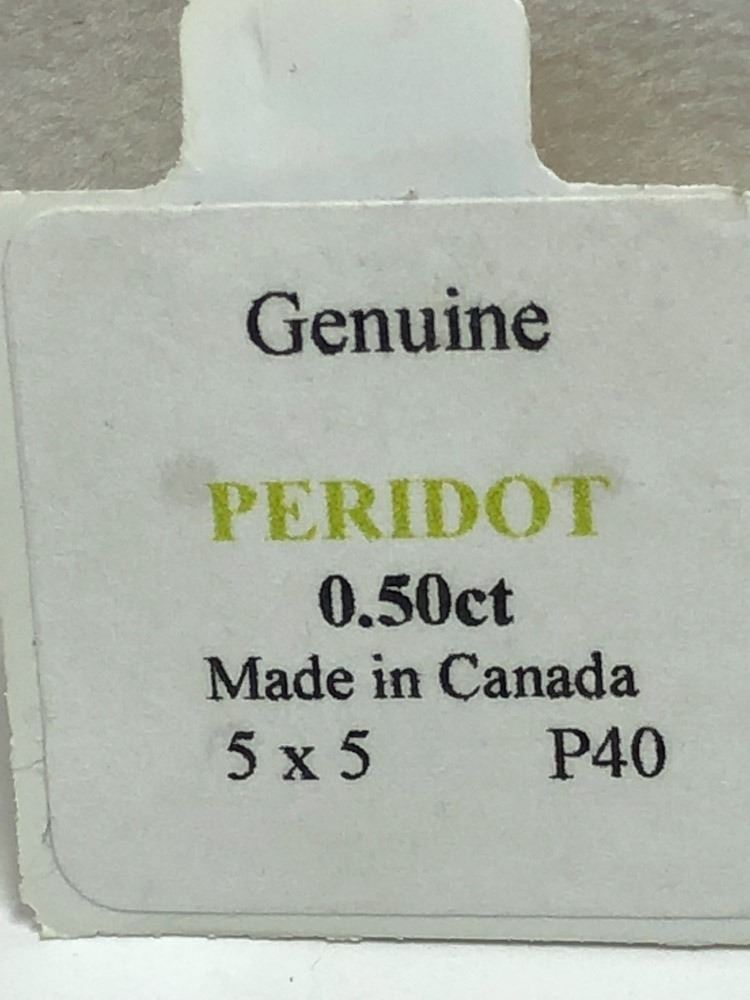 Genuine
PERIDOT
0.50ct
Made in Canada
5 x 5 P40